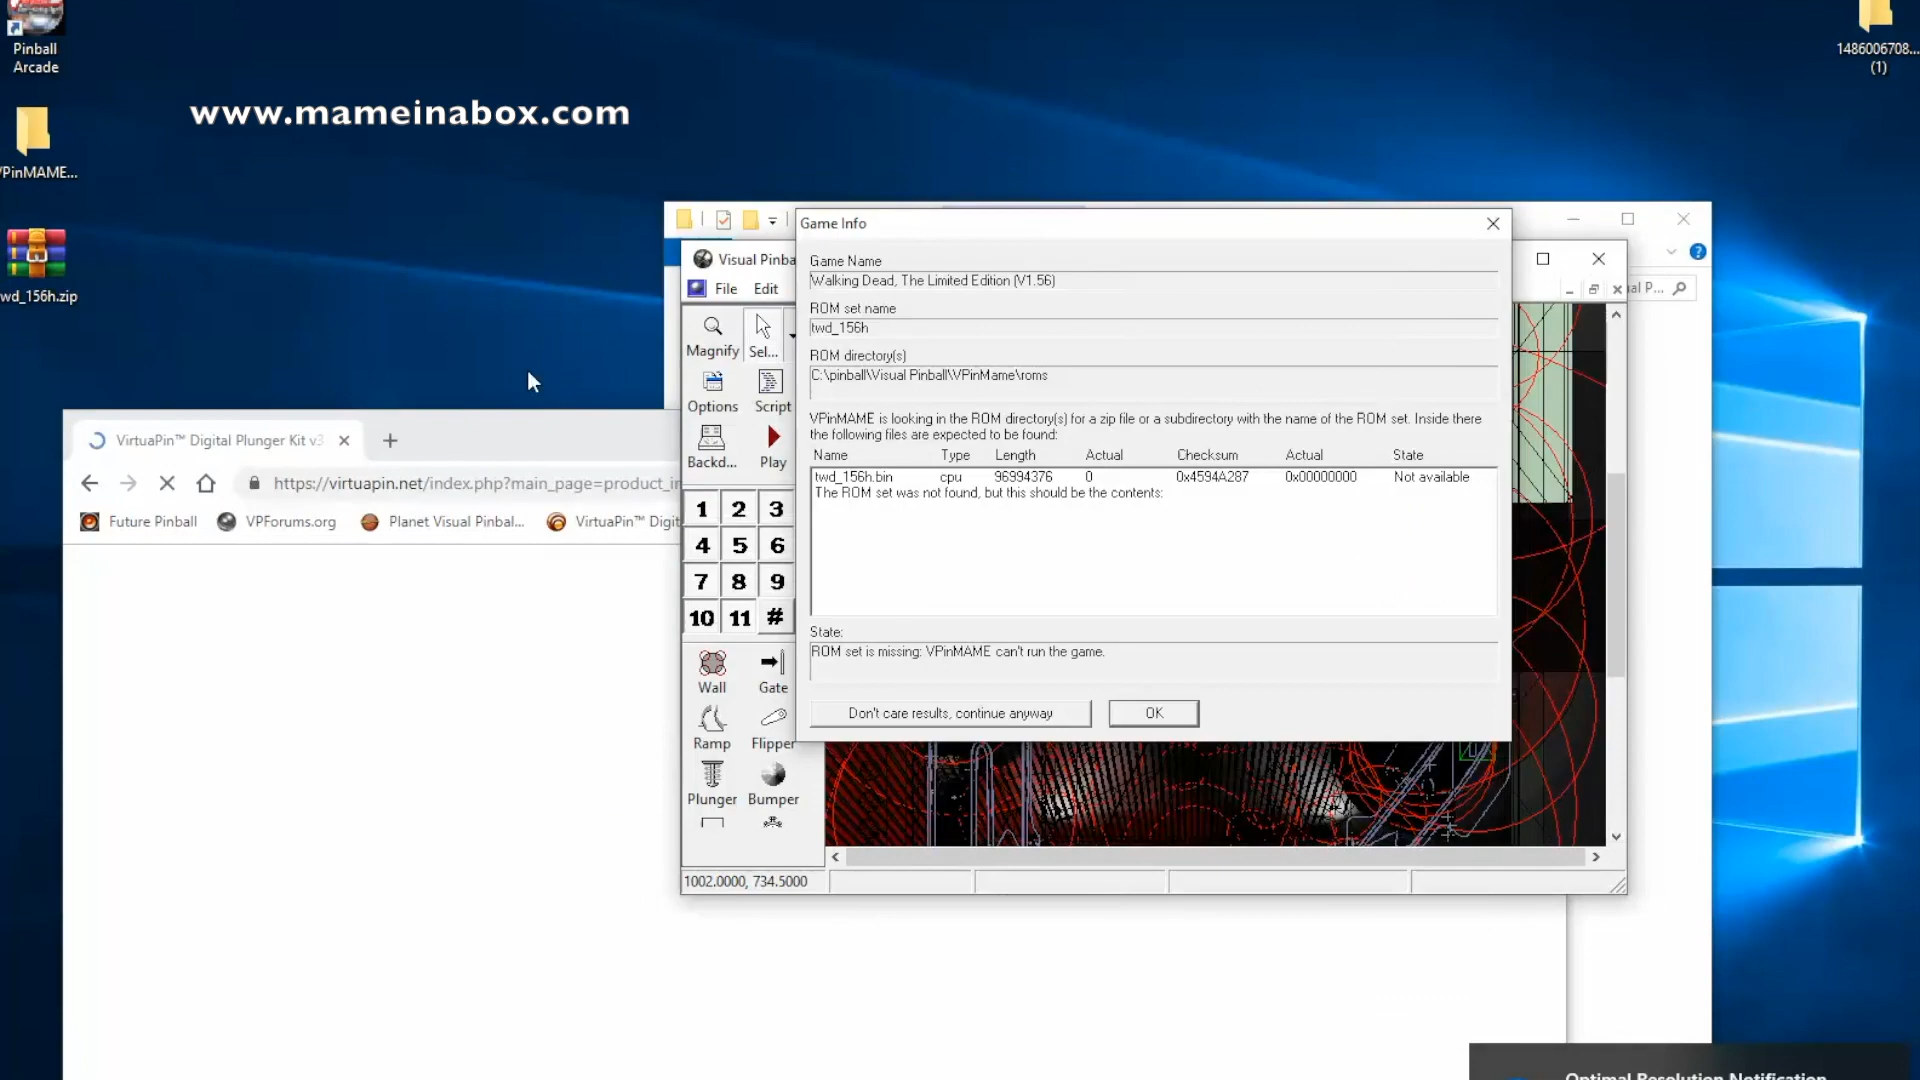 Pinball
Arcade
www.mameinabox.com
VPinMAME...
wd_156h.zip
1486006708...
(1)
Game Info
Game Name
Walking Dead, The Limited Edition (V1.56)
ROM set name
twd_156h
ROM directory(s)
C:\pinball\Visual Pinball\VPinMame\roms
VPinMAME is looking in the ROM directory(s) for a zip file or a subdirectory with the name of the ROM set. Inside there
the following files are expected to be found:
Name Type Length Actual Checksum Actual State
twd_156h.bin cpu 96994376 0 0x4594A287 0x00000000 Not available
The ROM set was not found, but this should be the contents:
State:
ROM set is missing: VPinMAME can't run the game.
Don't care results, continue anyway OK
Visual Pinba
File Edit
al P...
Magnify Sel...
Options Script
Backd... Play
1 2 3
4 5 6
7 8 9
10 11 #
Wall Gate
Ramp Flipper
Plunger Bumper
1002.0000, 734.5000
VirtuaPin™ Digital Plunger Kit v3
https://virtuapin.net/index.php?main_page=product_in
Future Pinball VPForums.org Planet Visual Pinbal... VirtuaPin™ Digit
Optimal Resolution Notification